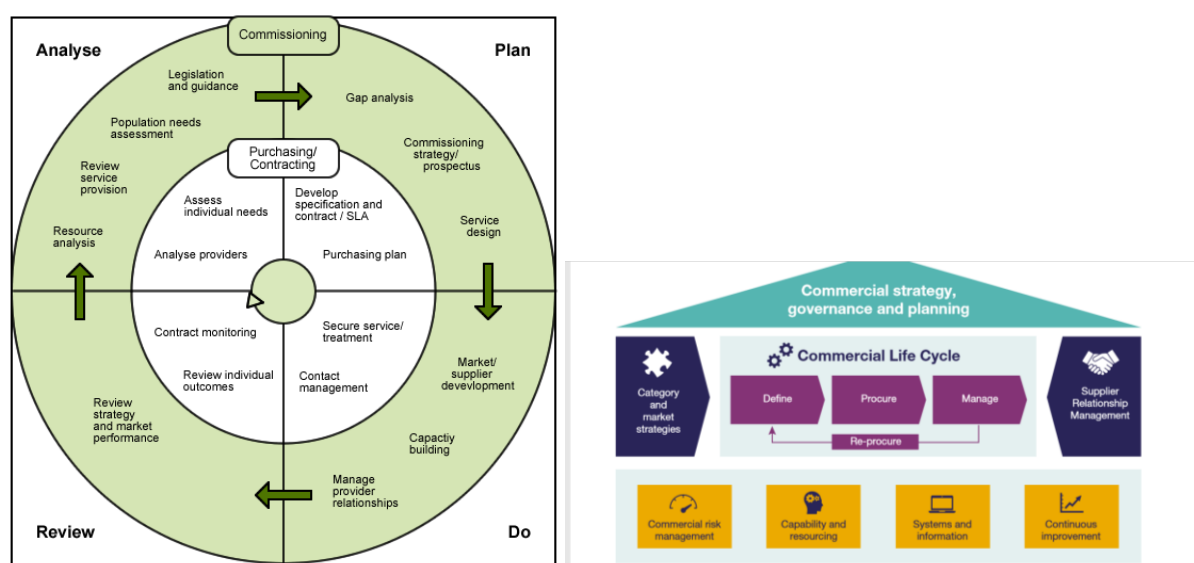 Analyse
Commissioning
Plan
Legislation
and guidance
Gap analysis
Population needs
assessment
Commissioning
strategy/
prospectus
Review
service
provision
Resource
analysis
Service
design
Purchasing/
Contracting
Assess
individual needs
Develop
specification and
contract / SLA
Analyse providers
Purchasing plan
Contract monitoring
Secure service/
treatment
Review individual
outcomes
Contact
management
Market/
supplier
devevlopment
Review
strategy
and market
performance
Capactiy
building
Manage
provider
relationships
Review
Do
Commercial strategy,
governance and planning
Category
and
market
strategies
Commercial Life Cycle
Define
Procure
Manage
Re-procure
Supplier
Relationship
Management
Commercial risk
management
Capability and
resourcing
Systems and
information
Continuous
improvement